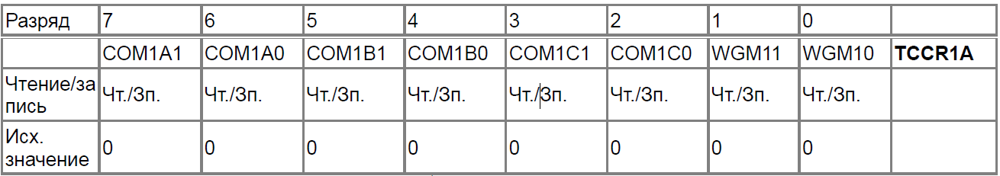 Разряд 7 6 5 4 3 2 1 0
COM1A1 COM1A0 COM1B1 COM1B0 COM1C1 COM1C0 WGM11 WGM10 TCCR1A
Чтение/за
пись Чт./Зп. Чт./Зп. Чт./Зп. Чт./Зп. Чт./Зп. Чт./Зп. Чт./Зп. Чт./Зп.
Исх.
значение 0 0 0 0 0 0 0 0